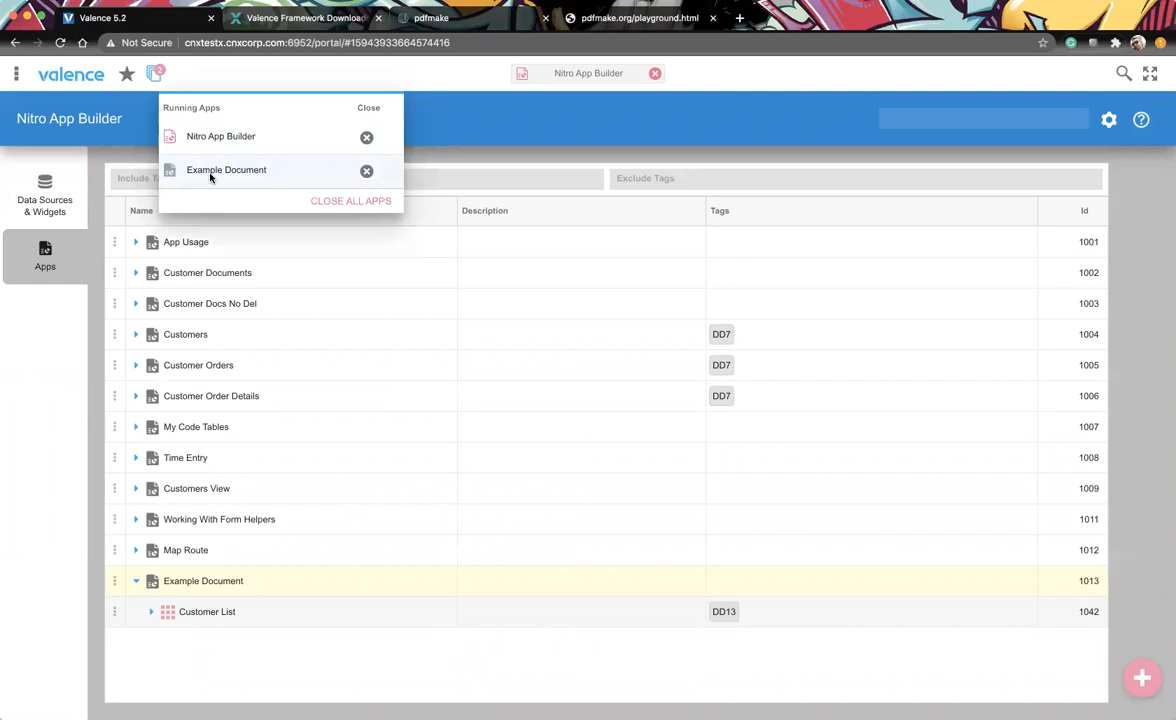 Valence 5.2
Valence Framework Download
pdfmake
pdfmake.org/playground.html
Not Secure
cnxtestx.cnxcorp.com:6952/portal/#15943933664574416
valence
2
Nitro App Builder
Nitro App Builder
Running Apps
Close
Nitro App Builder
Example Document
CLOSE ALL APPS
Data Sources
& Widgets
Apps
Exclude Tags
Name
Description
Tags
Id
App Usage
1001
Customer Documents
1002
Customer Docs No Del
1003
Customers
DD7
1004
Customer Orders
DD7
1005
Customer Order Details
DD7
1006
My Code Tables
1007
Time Entry
1008
Customers View
1009
Working With Form Helpers
1011
Map Route
1012
Example Document
1013
Customer List
DD13
1042